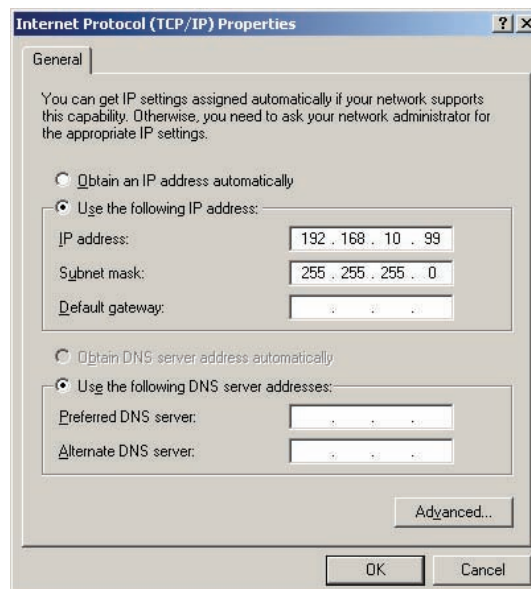 Internet Protocol (TCP/IP) Properties
General
You can get IP settings assigned automatically if your network supports
this capability. Otherwise, you need to ask your network administrator for
the appropriate IP settings.
Obtain an IP address automatically
Use the following IP address:
IP address: 192 . 168 . 10 . 99
Subnet mask: 255 . 255 . 255 . 0
Default gateway: . . .
Obtain DNS server address automatically
Use the following DNS server addresses:
Preferred DNS server: . . .
Alternate DNS server: . . .
Advanced...
OK Cancel